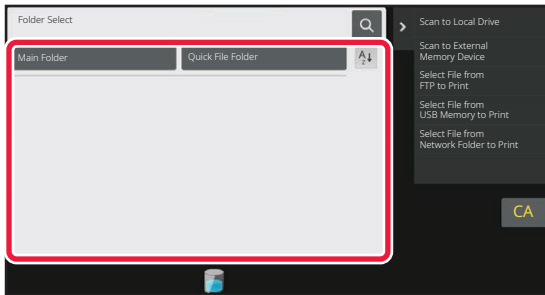 Folder Select
Main Folder
Quick File Folder
A
Z
Scan to Local Drive
Scan to External
Memory Device
Select File from
FTP to Print
Select File from
USB Memory to Print
Select File from
Network Folder to Print
CA